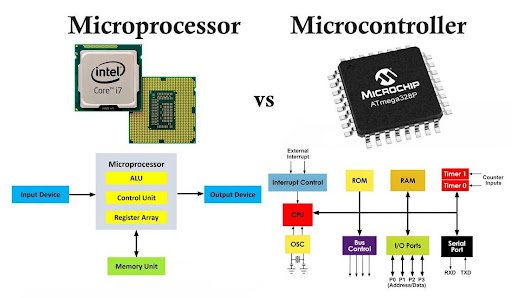 Microprocessor
vs
Microcontroller
intel
Core™ i7
MICROCHIP
ATmega328P
Microprocessor
ALU
Control Unit
Register Array
Input Device
Output Device
Memory Unit
External
Interrupt
Interrupt Control
ROM
RAM
Timer 1
Timer 0
Counter
Inputs
CPU
OSC
Bus
Control
I/O Ports
Serial
Port
P0 P1 P2 P3
(Address/Data)
RXD TXD